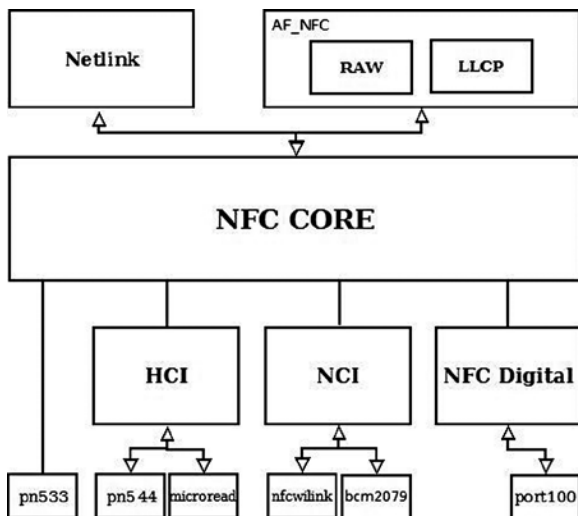 Netlink
AF_NFC
RAW
LLCP
NFC CORE
HCI
NCI
NFC Digital
pn533
pn544
microread
nfcwilink
bcm2079
port100